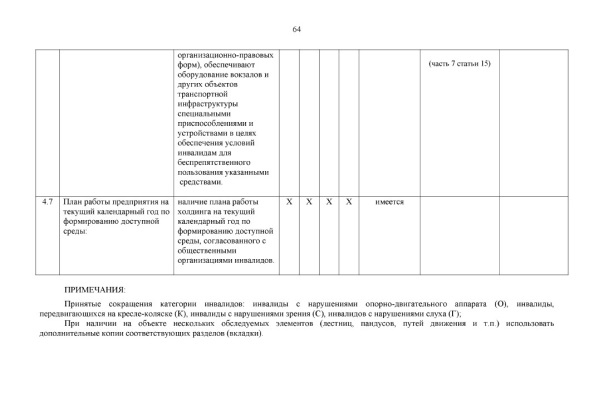 64
организационно-правовых
форм), обеспечивают
оборудование вокзалов и
других объектов
транспортной
инфраструктуры
специальными
приспособлениями и
устройствами в целях
обеспечения условий
инвалидам для
беспрепятственного
пользования указанными
средствами.
(часть 7 статьи 15)
4.7
План работы предприятия на
текущий календарный год по
формированию доступной
среды:
наличие плана работы
холдинга на текущий
календарный год по
формированию доступной
среды, согласованного с
общественными
организациями инвалидов.
Х Х Х Х
имеется
ПРИМЕЧАНИЯ:
Принятые сокращения категории инвалидов: инвалиды с нарушениями опорно-двигательного аппарата (О), инвалиды,
передвигающихся на кресле-коляске (К), инвалиды с нарушениями зрения (С), инвалидов с нарушениями слуха (Г);
При наличии на объекте нескольких обследуемых элементов (лестниц, пандусов, путей движения и т.п.) использовать
дополнительные копии соответствующих разделов (вкладки).